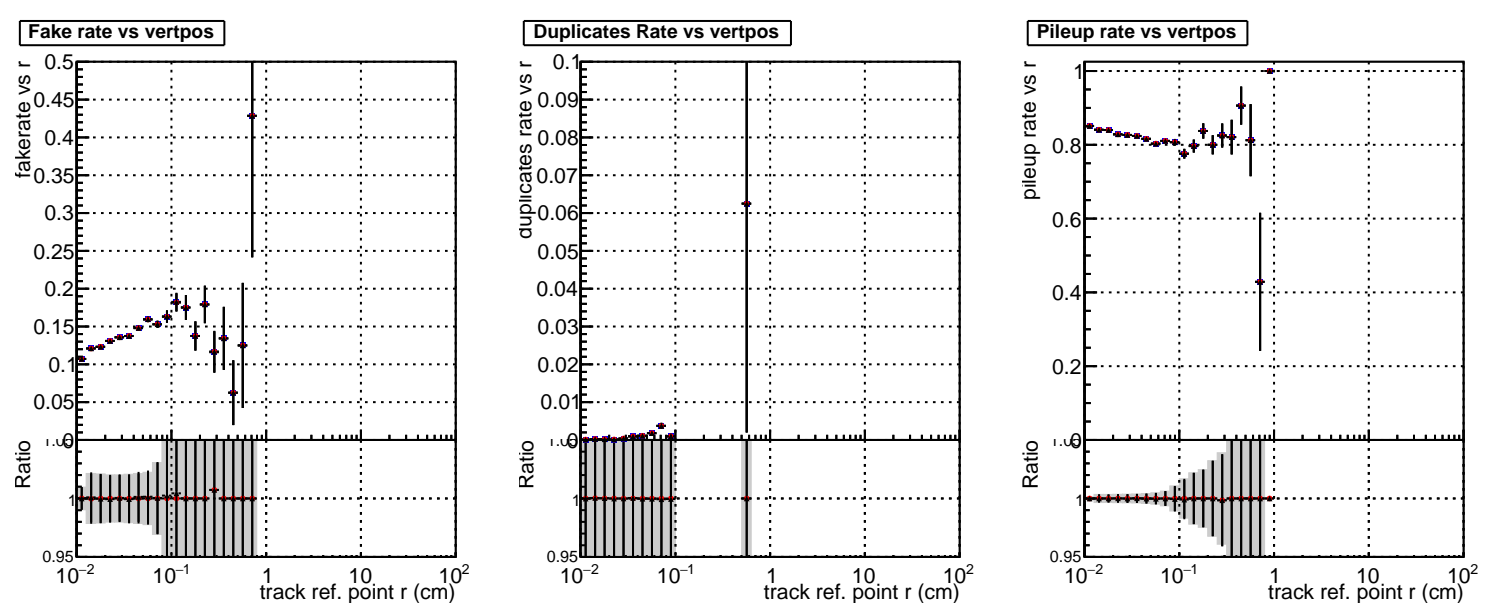 Fake rate vs vertpos
fakerate vs r
0.5
0.45
0.4
0.35
0.3
0.25
0.2
0.15
0.1
0.05
0
Ratio
1
0.95
10⁻² 10⁻¹ 1 10 10²
track ref. point r (cm)
Duplicates Rate vs vertpos
duplicates rate vs r
0.1
0.09
0.08
0.07
0.06
0.05
0.04
0.03
0.02
0.01
0
Ratio
1
0.95
10⁻² 10⁻¹ 1 10 10²
track ref. point r (cm)
Pileup rate vs vertpos
pileup rate vs r
1
0.8
0.6
0.4
0.2
0
Ratio
1
0.95
10⁻² 10⁻¹ 1 10 10²
track ref. point r (cm)